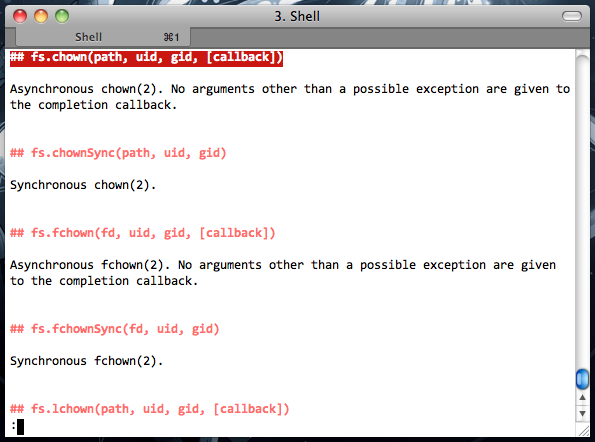 3. Shell
Shell ⌘1
## fs.chown(path, uid, gid, [callback])
Asynchronous chown(2). No arguments other than a possible exception are given to
the completion callback.
## fs.chownSync(path, uid, gid)
Synchronous chown(2).
## fs.fchown(fd, uid, gid, [callback])
Asynchronous fchown(2). No arguments other than a possible exception are given
to the completion callback.
## fs.fchownSync(fd, uid, gid)
Synchronous fchown(2).
## fs.lchown(path, uid, gid, [callback])
: